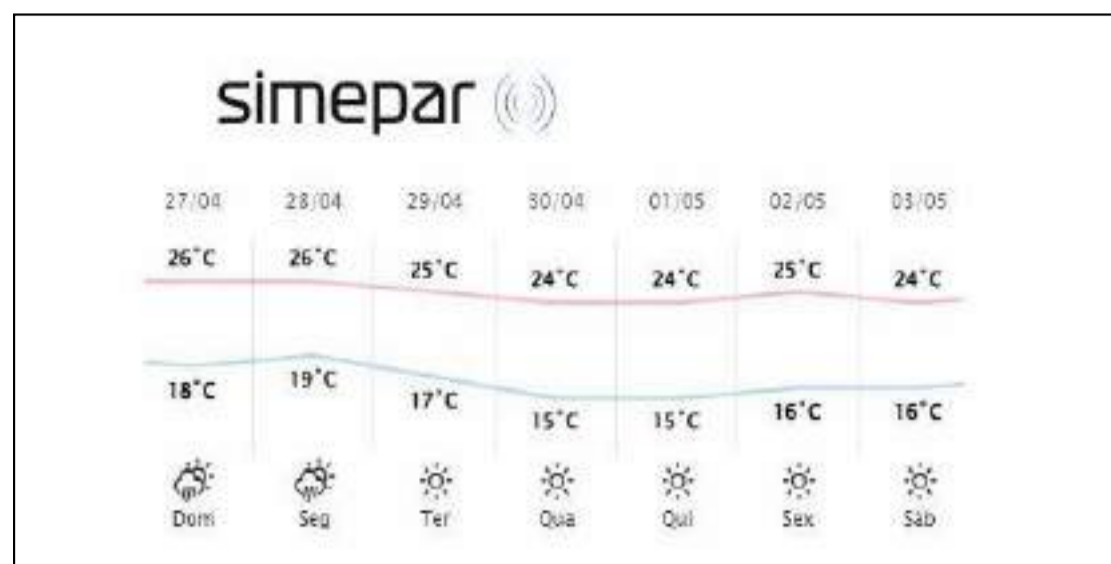 simepar
27/04 28/04 29/04 30/04 01/05 02/05 03/05
26°C 26°C 25°C 24°C 24°C 25°C 24°C
18°C 19°C 17°C 15°C 15°C 16°C 16°C
Dom Seg Ter Qua Qui Sex Sáb